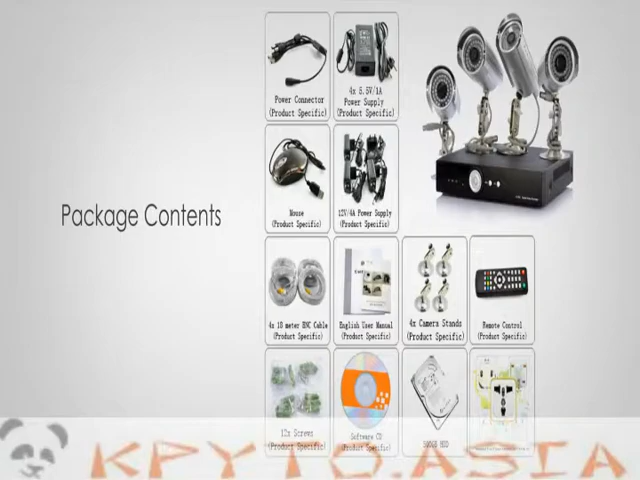 Package Contents
Power Connector
(Product Specific)
4x 5.5V/1A
Power Supply
(Product Specific)
Mouse
(Product Specific)
12V/4A Power Supply
(Product Specific)
4x 18 meter BNC Cable
(Product Specific)
English User Manual
(Product Specific)
4x Camera Stands
(Product Specific)
Remote Control
(Product Specific)
12x Screws
(Product Specific)
Software CD
(Product Specific)
500GB HDD
KPYTO.ASIA